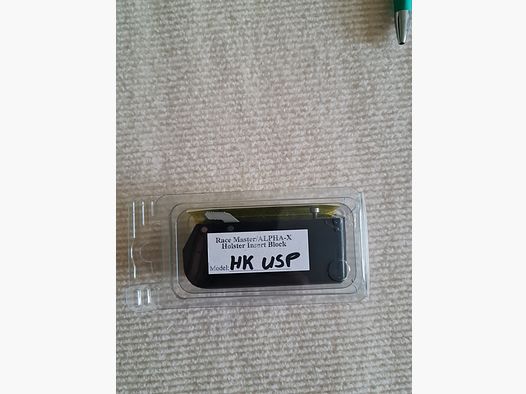 Race Master/ALPHA-X
Holster Insert Block
Model: HK USP